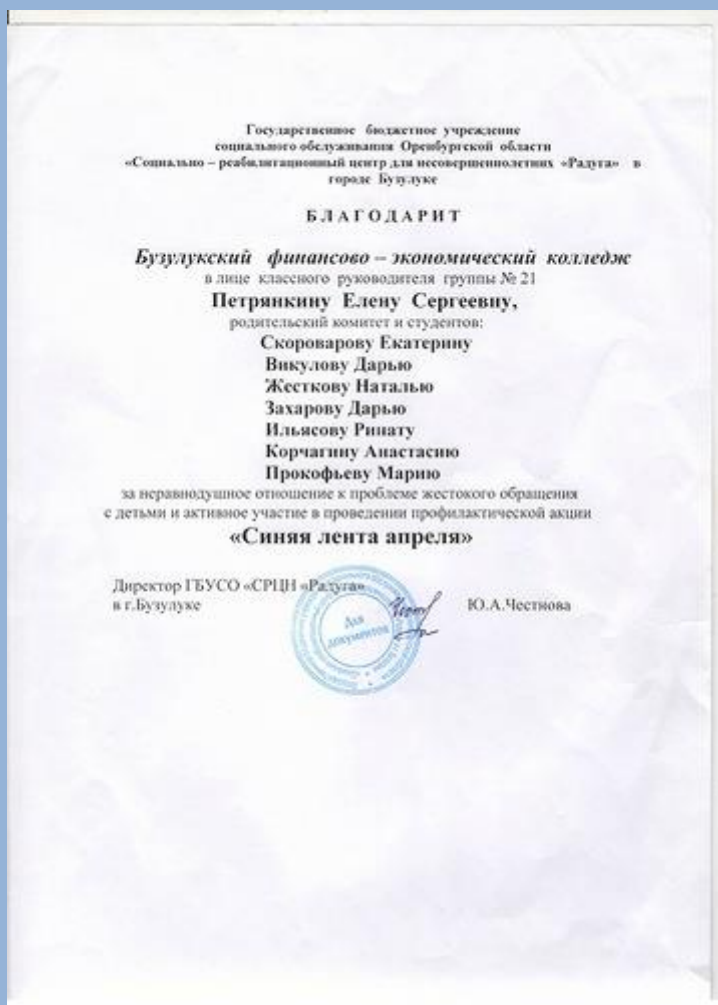 Государственное бюджетное учреждение
социального обслуживания Оренбургской области
«Социально – реабилитационный центр для несовершеннолетних «Радуга» в
городе Бузулуке
БЛАГОДАРИТ
Бузулукский финансово – экономический колледж
в лице классного руководителя группы № 21
Петрянкину Елену Сергеевну,
родительский комитет и студентов:
Скороварову Екатерину
Викулову Дарью
Жесткову Наталью
Захарову Дарью
Ильясову Ринату
Корчагину Анастасию
Прокофьеву Марию
за неравнодушное отношение к проблеме жестокого обращения
с детьми и активное участие в проведении профилактической акции
«Синяя лента апреля»
Директор ГБУСО «СРЦН «Радуга»
в г.Бузулуке Ю.А.Честнова
Для
документов